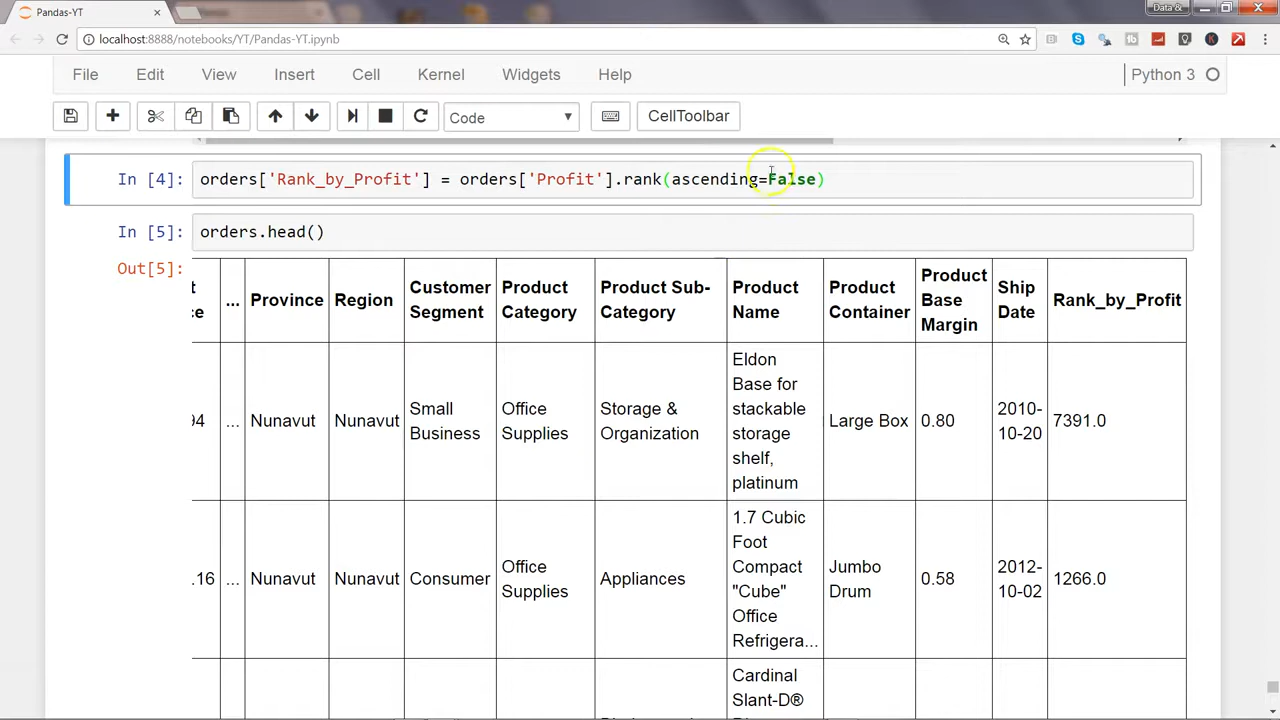 Pandas-YT
Data &
localhost:8888/notebooks/YT/Pandas-YT.ipynb
File Edit View Insert Cell Kernel Widgets Help
Python 3
Code
CellToolbar
In [4]: orders['Rank_by_Profit'] = orders['Profit'].rank(ascending=False)
In [5]: orders.head()
Out[5]:
t
ce
...
Province
Region
Customer
Segment
Product
Category
Product Sub-
Category
Product
Name
Product
Container
Product
Base
Margin
Ship
Date
Rank_by_Profit
94
...
Nunavut
Nunavut
Small
Business
Office
Supplies
Storage &
Organization
Eldon
Base for
stackable
storage
shelf,
platinum
Large Box
0.80
2010-
10-20
7391.0
.16
...
Nunavut
Nunavut
Consumer
Office
Supplies
Appliances
1.7 Cubic
Foot
Compact
"Cube"
Office
Refrigera...
Jumbo
Drum
0.58
2012-
10-02
1266.0
Cardinal
Slant-D®